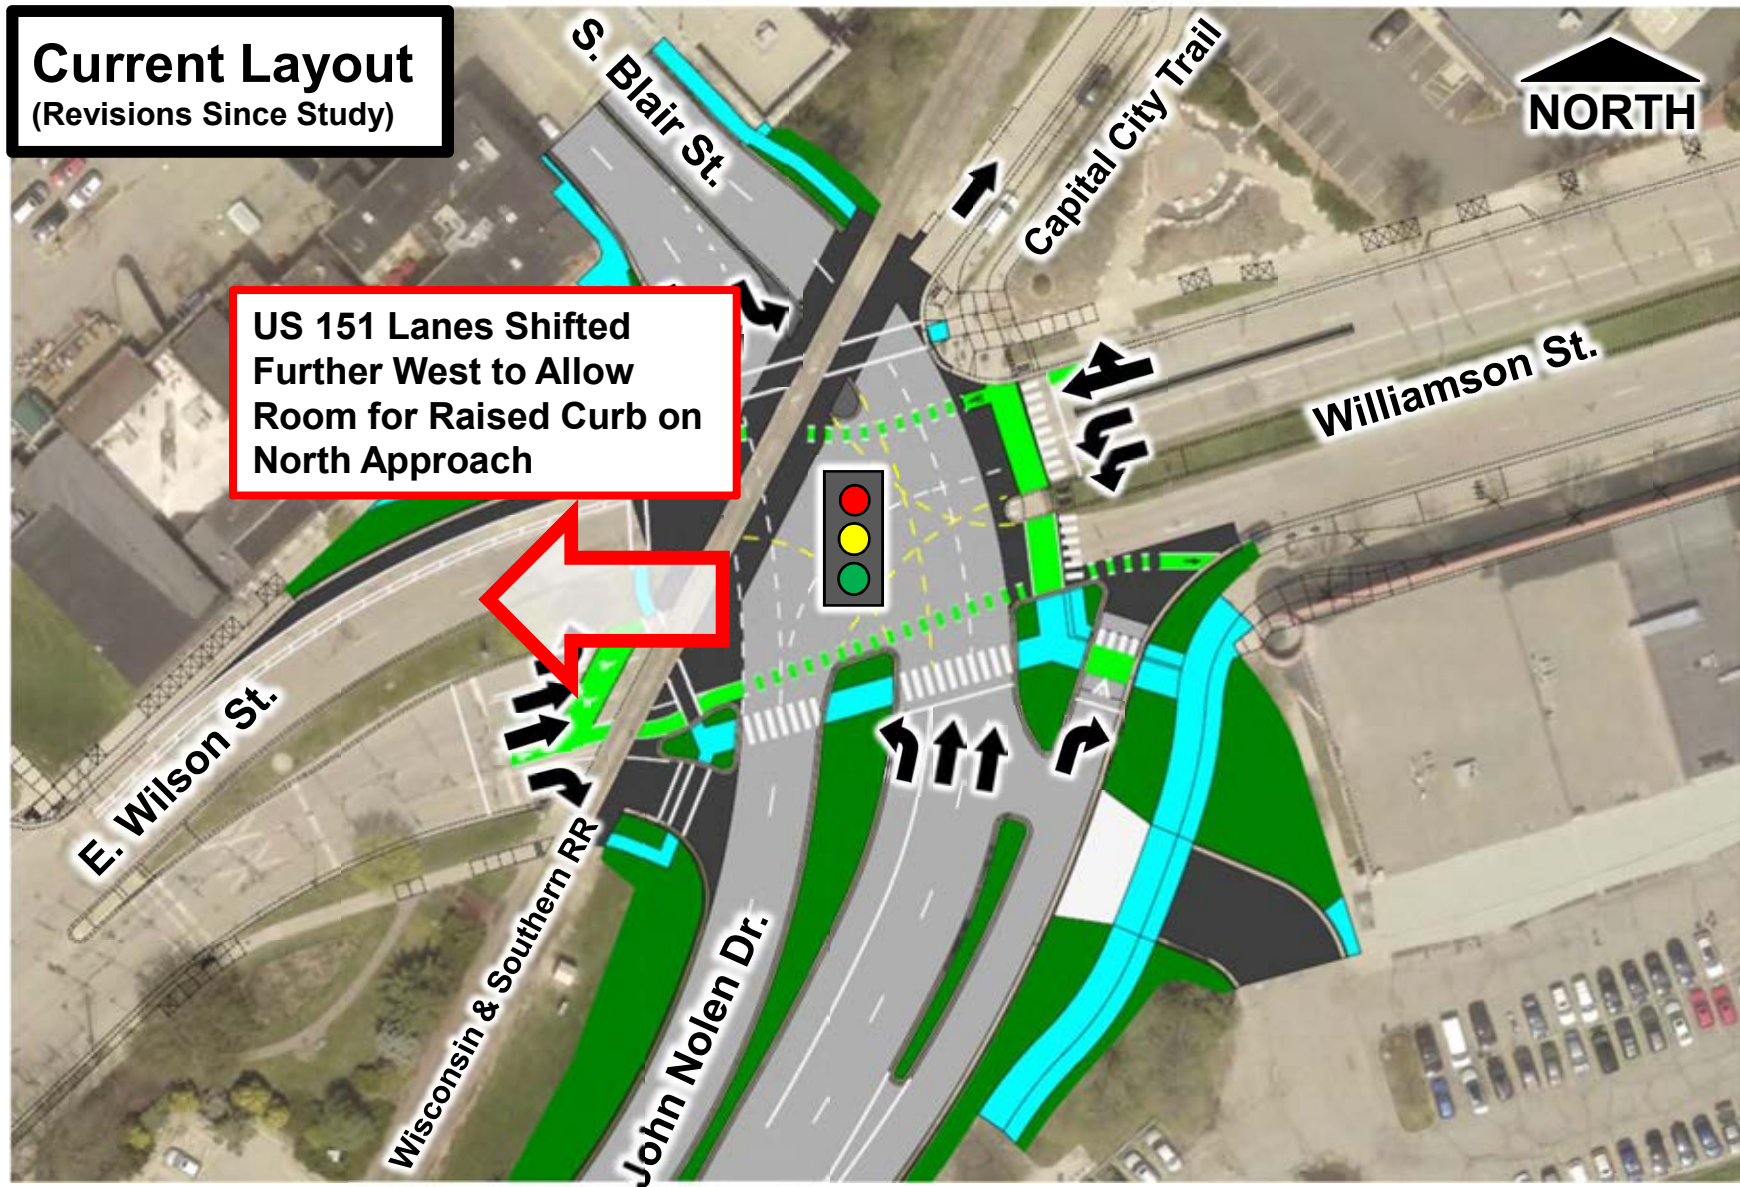 Current Layout
(Revisions Since Study)
S. Blair St.
Capital City Trail
NORTH
US 151 Lanes Shifted
Further West to Allow
Room for Raised Curb on
North Approach
Williamson St.
E. Wilson St.
Wisconsin & Southern RR
John Nolen Dr.